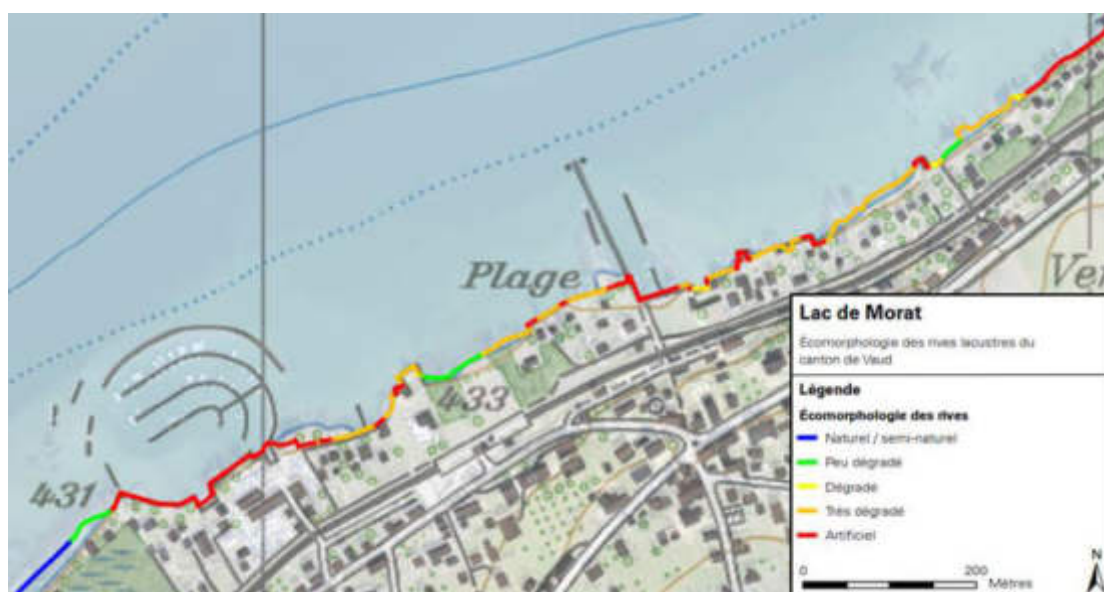 Plage
Ver
433
431
Lac de Morat
Écomorphologie des rives lacustres du
canton de Vaud
Légende
Écomorphologie des rives
Naturel / semi-naturel
Peu dégradé
Dégradé
Très dégradé
Artificiel
N
0 200
Mètres